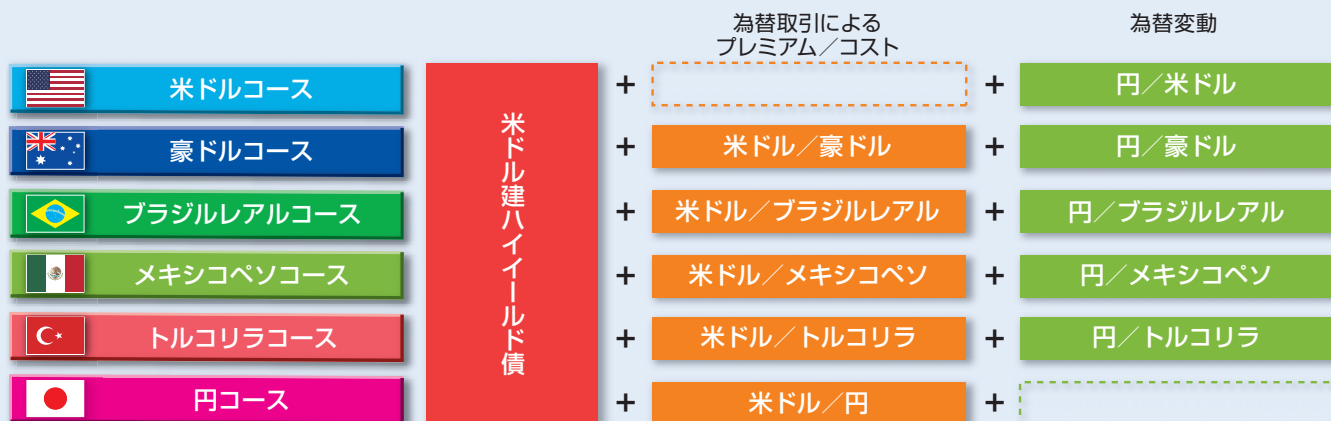 為替取引による
プレミアム／コスト
為替変動
米ドルコース
+
+
円／米ドル
豪ドルコース
+
米ドル／豪ドル
+
円／豪ドル
ブラジルレアルコース
+
米ドル／ブラジルレアル
+
円／ブラジルレアル
メキシコペソコース
+
米ドル／メキシコペソ
+
円／メキシコペソ
トルコリラコース
+
米ドル／トルコリラ
+
円／トルコリラ
円コース
+
米ドル／円
+
米ドル建ハイイールド債